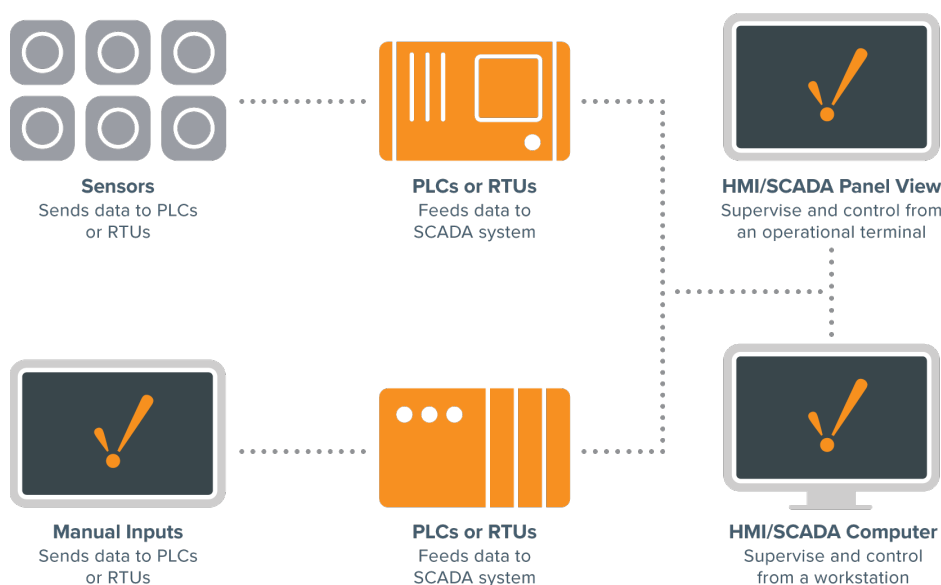 Sensors
Sends data to PLCs
or RTUs
PLCs or RTUs
Feeds data to
SCADA system
HMI/SCADA Panel View
Supervise and control from
an operational terminal
Manual Inputs
Sends data to PLCs
or RTUs
PLCs or RTUs
Feeds data to
SCADA system
HMI/SCADA Computer
Supervise and control
from a workstation